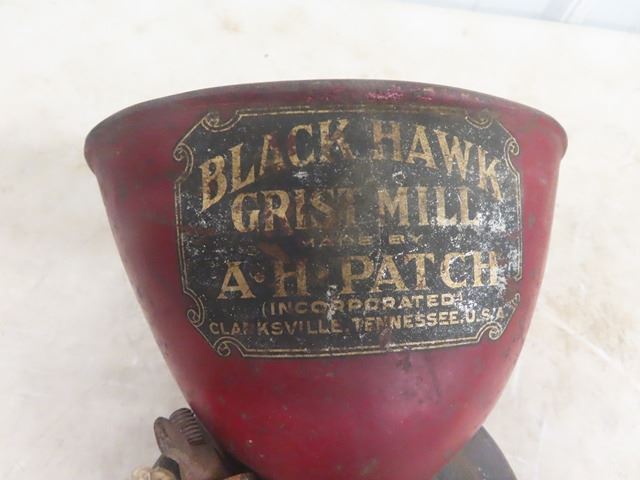 BLACK HAWK
GRIST MILL
MADE BY
A·H·PATCH
(INCORPORATED)
CLARKSVILLE, TENNESSEE, U.S.A.